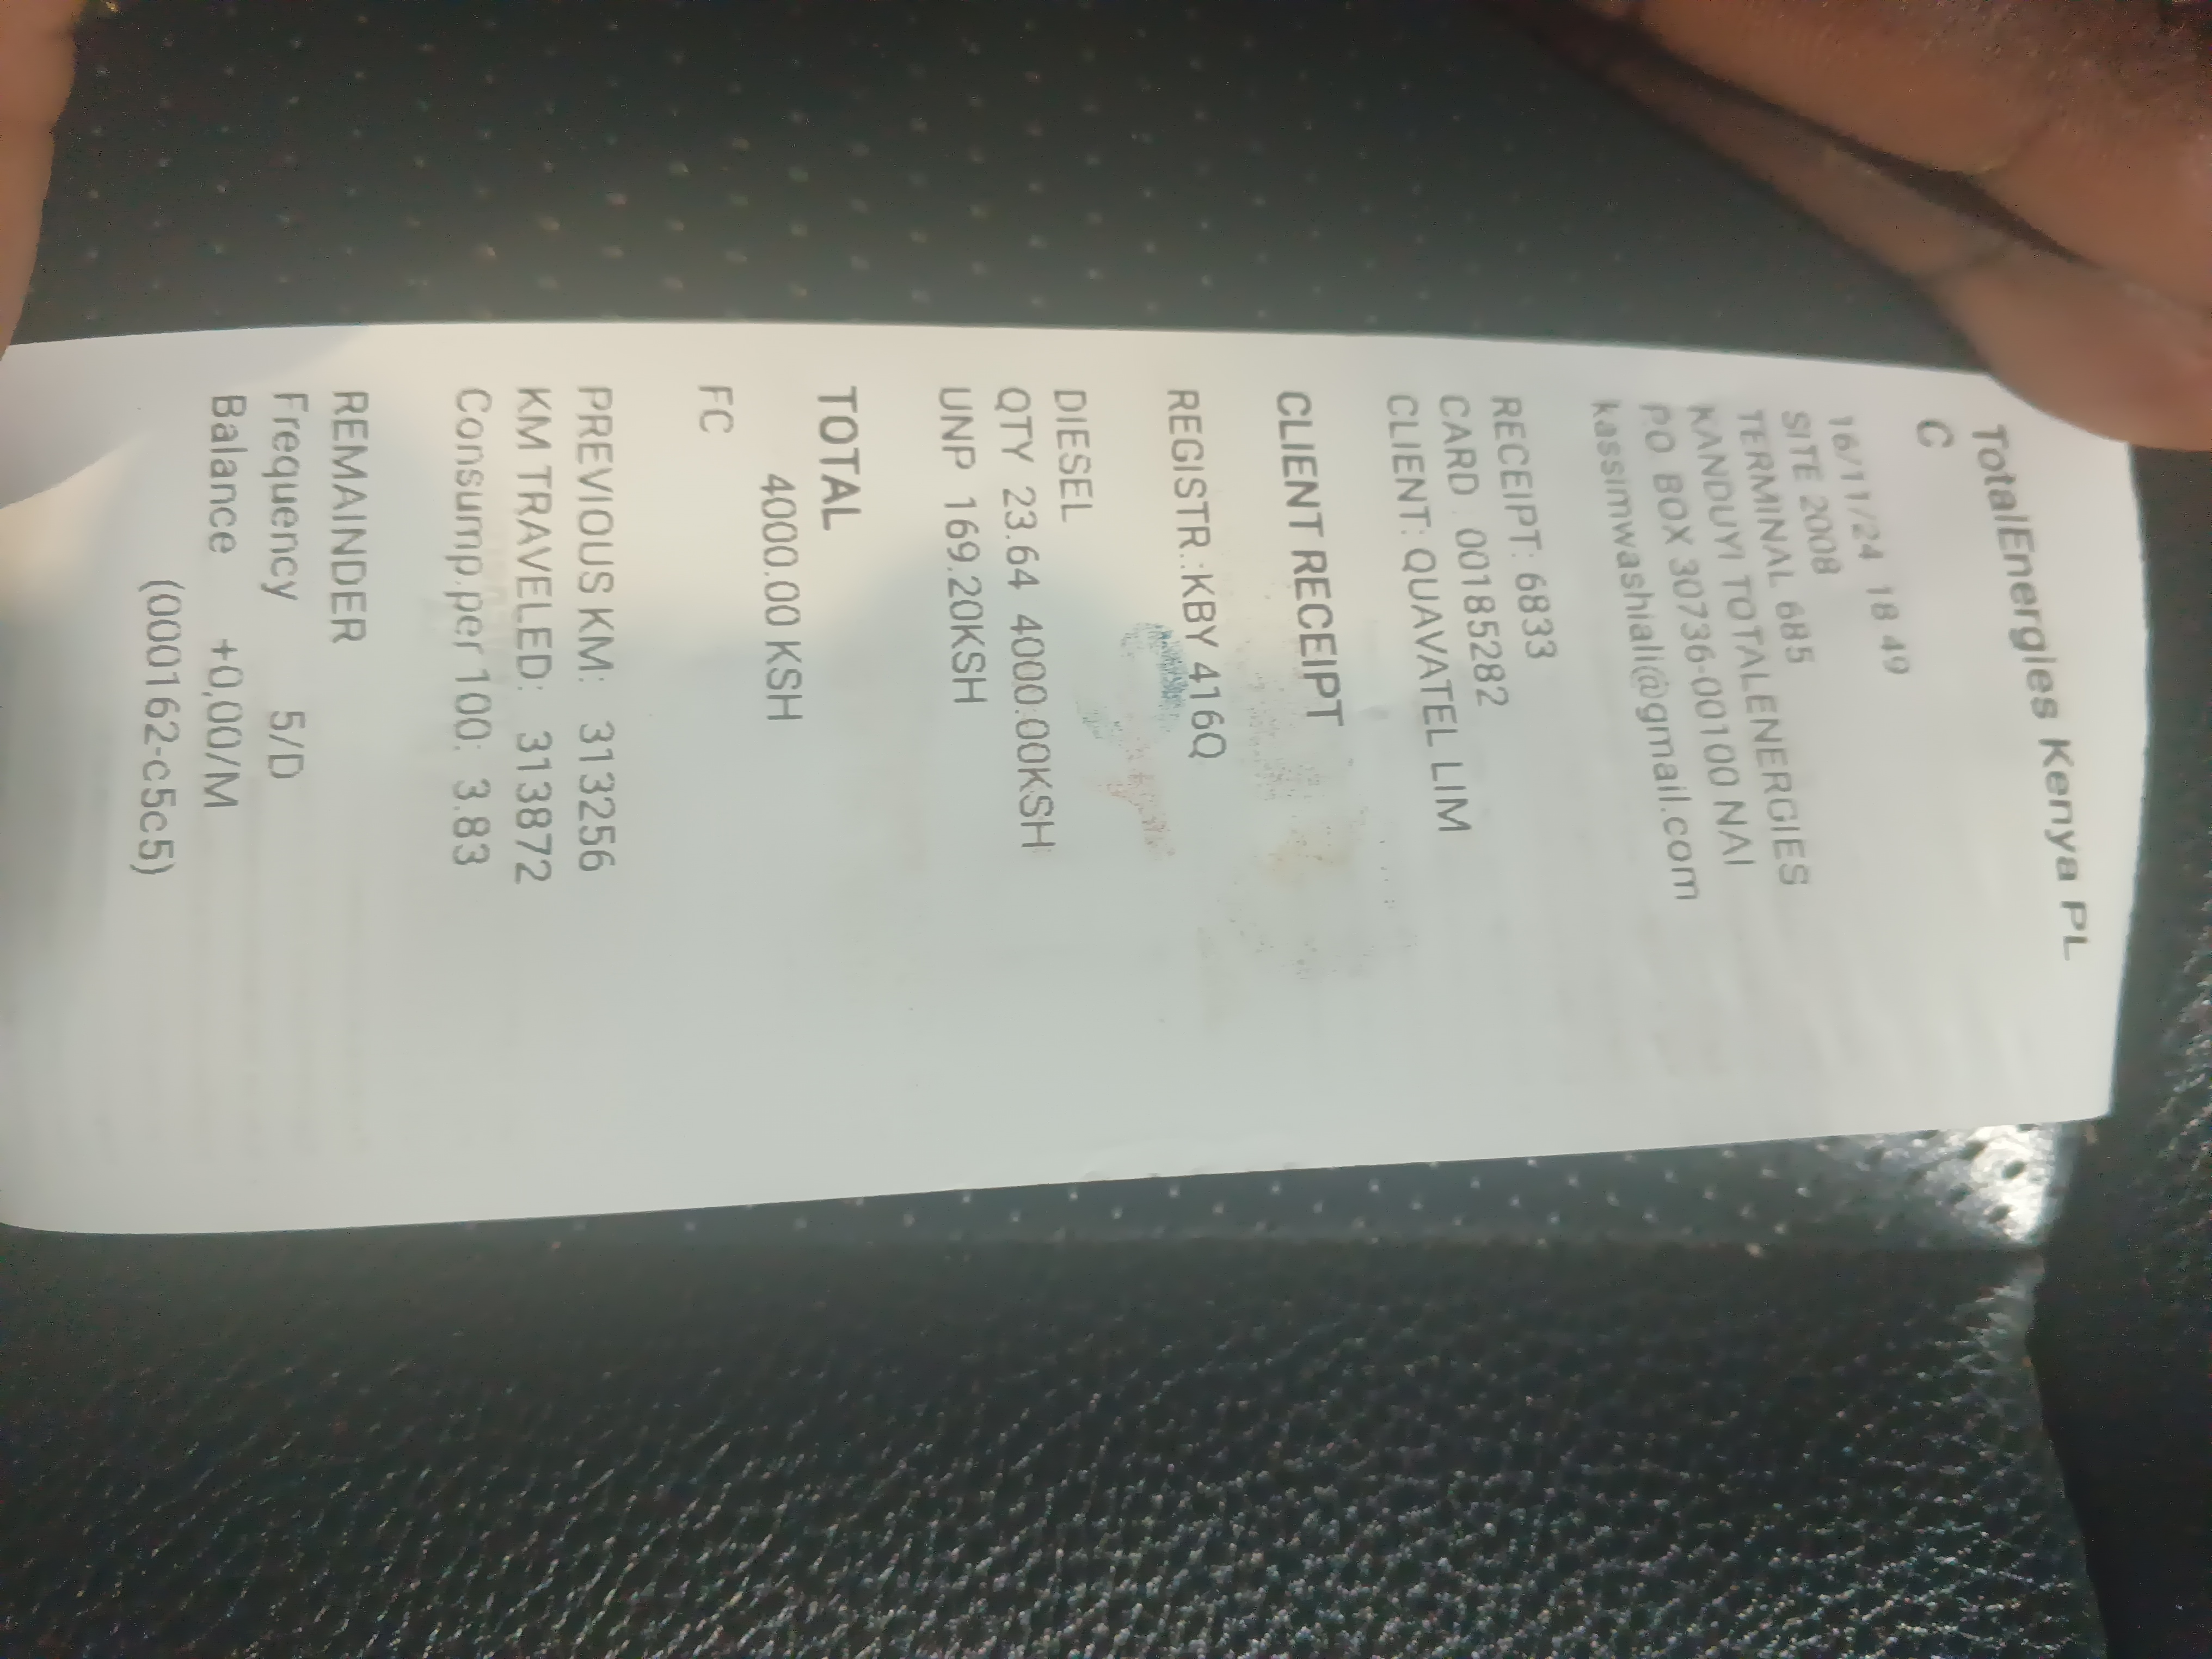 TotalEnergies Kenya PL
C
16/11/24 18 49
SITE 2008
TERMINAL 685
KANDUYI TOTALENERGIES
PO BOX 30736-00100 NAI
kassimwashiali@gmail.com
RECEIPT: 6833
CARD : 00185282
CLIENT: QUAVATEL LIM
CLIENT RECEIPT
REGISTR.:KBY 416Q
DIESEL
QTY 23.64 4000.00KSH
UNP 169.20KSH
TOTAL
4000.00 KSH
FC
PREVIOUS KM: 313256
KM TRAVELED: 313872
Consump.per 100: 3.83
REMAINDER
Frequency 5/D
Balance +0,00/M
(000162-c5c5)